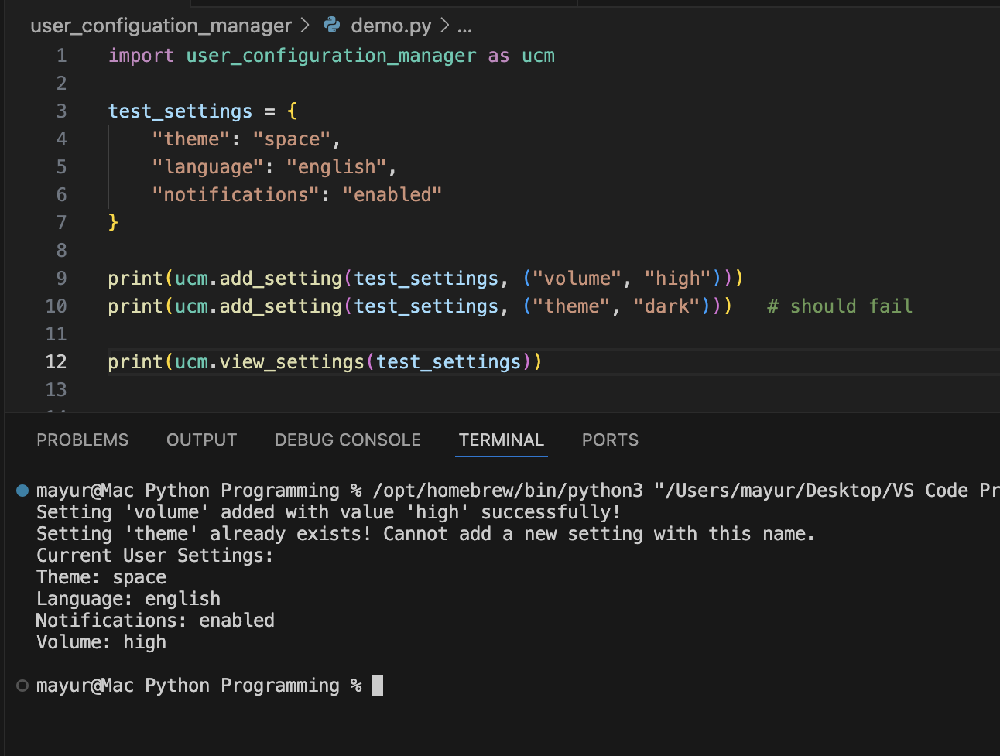 user_configuation_manager > demo.py > ...
1 import user_configuration_manager as ucm
2
3 test_settings = {
4     "theme": "space",
5     "language": "english",
6     "notifications": "enabled"
7 }
8
9 print(ucm.add_setting(test_settings, ("volume", "high")))
10 print(ucm.add_setting(test_settings, ("theme", "dark")))   # should fail
11
12 print(ucm.view_settings(test_settings))
13
PROBLEMS OUTPUT DEBUG CONSOLE TERMINAL PORTS
mayur@Mac Python Programming % /opt/homebrew/bin/python3 "/Users/mayur/Desktop/VS Code Pr
Setting 'volume' added with value 'high' successfully!
Setting 'theme' already exists! Cannot add a new setting with this name.
Current User Settings:
Theme: space
Language: english
Notifications: enabled
Volume: high
mayur@Mac Python Programming %